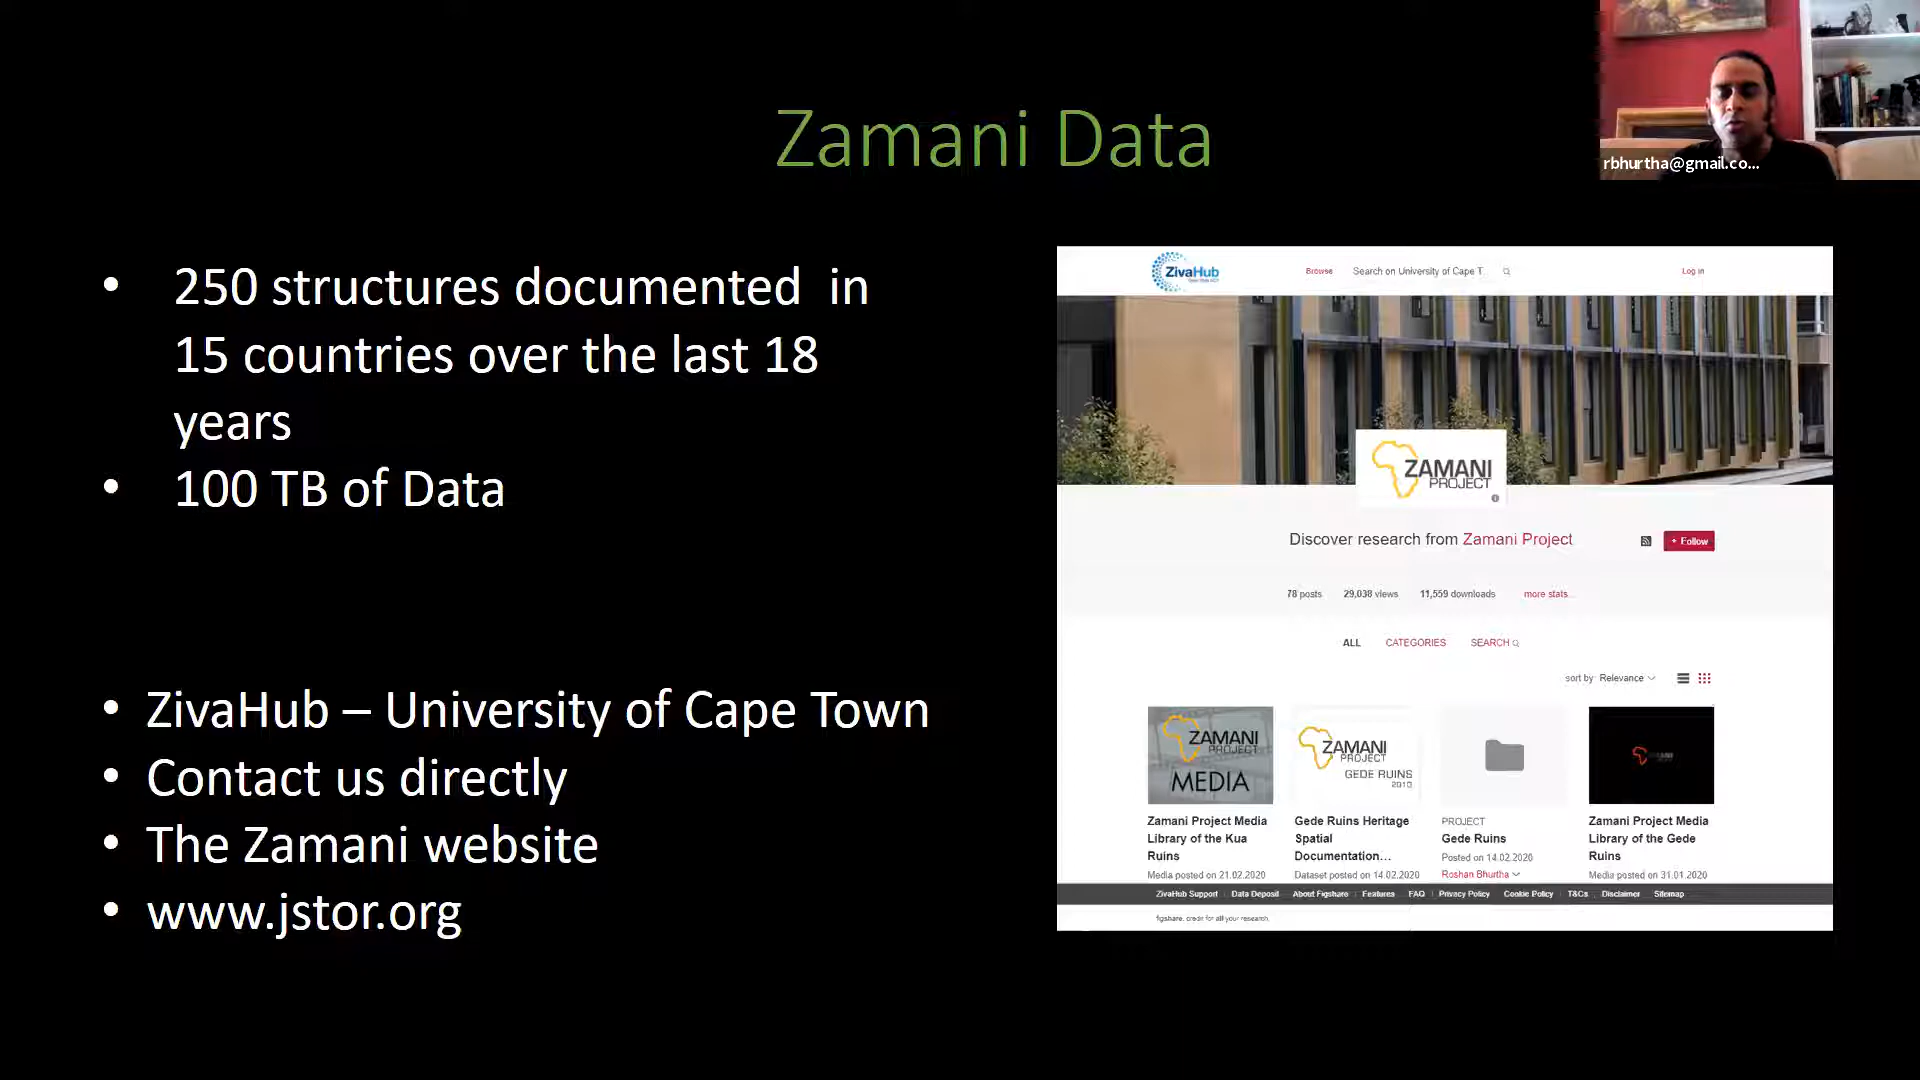 Zamani Data
rbhurtha@gmail.co...
• 250 structures documented in
15 countries over the last 18
years
• 100 TB of Data
• ZivaHub – University of Cape Town
• Contact us directly
• The Zamani website
• www.jstor.org
ZivaHub
Browse
Search on University of Cape T
Log in
ZAMANI
PROJECT
Discover research from Zamani Project
+ Follow
78 posts 29,038 views 11,559 downloads more stats...
ALL CATEGORIES SEARCH
sort by Relevance
ZAMANI
PROJECT
MEDIA
Zamani Project Media
Library of the Kua
Ruins
Media posted on 21.02.2020
ZAMANI
PROJECT
GEDE RUINS
2010
Gede Ruins Heritage
Spatial
Documentation...
Dataset posted on 14.02.2020
PROJECT
Gede Ruins
Posted on 14.02.2020
Roshan Bhurtha
Zamani Project Media
Library of the Gede
Ruins
Media posted on 31.01.2020
ZivaHub Support Data Deposit About Figshare Features FAQ Privacy Policy Cookie Policy T&Cs Disclaimer Sitemap
figshare. credit for all your research.